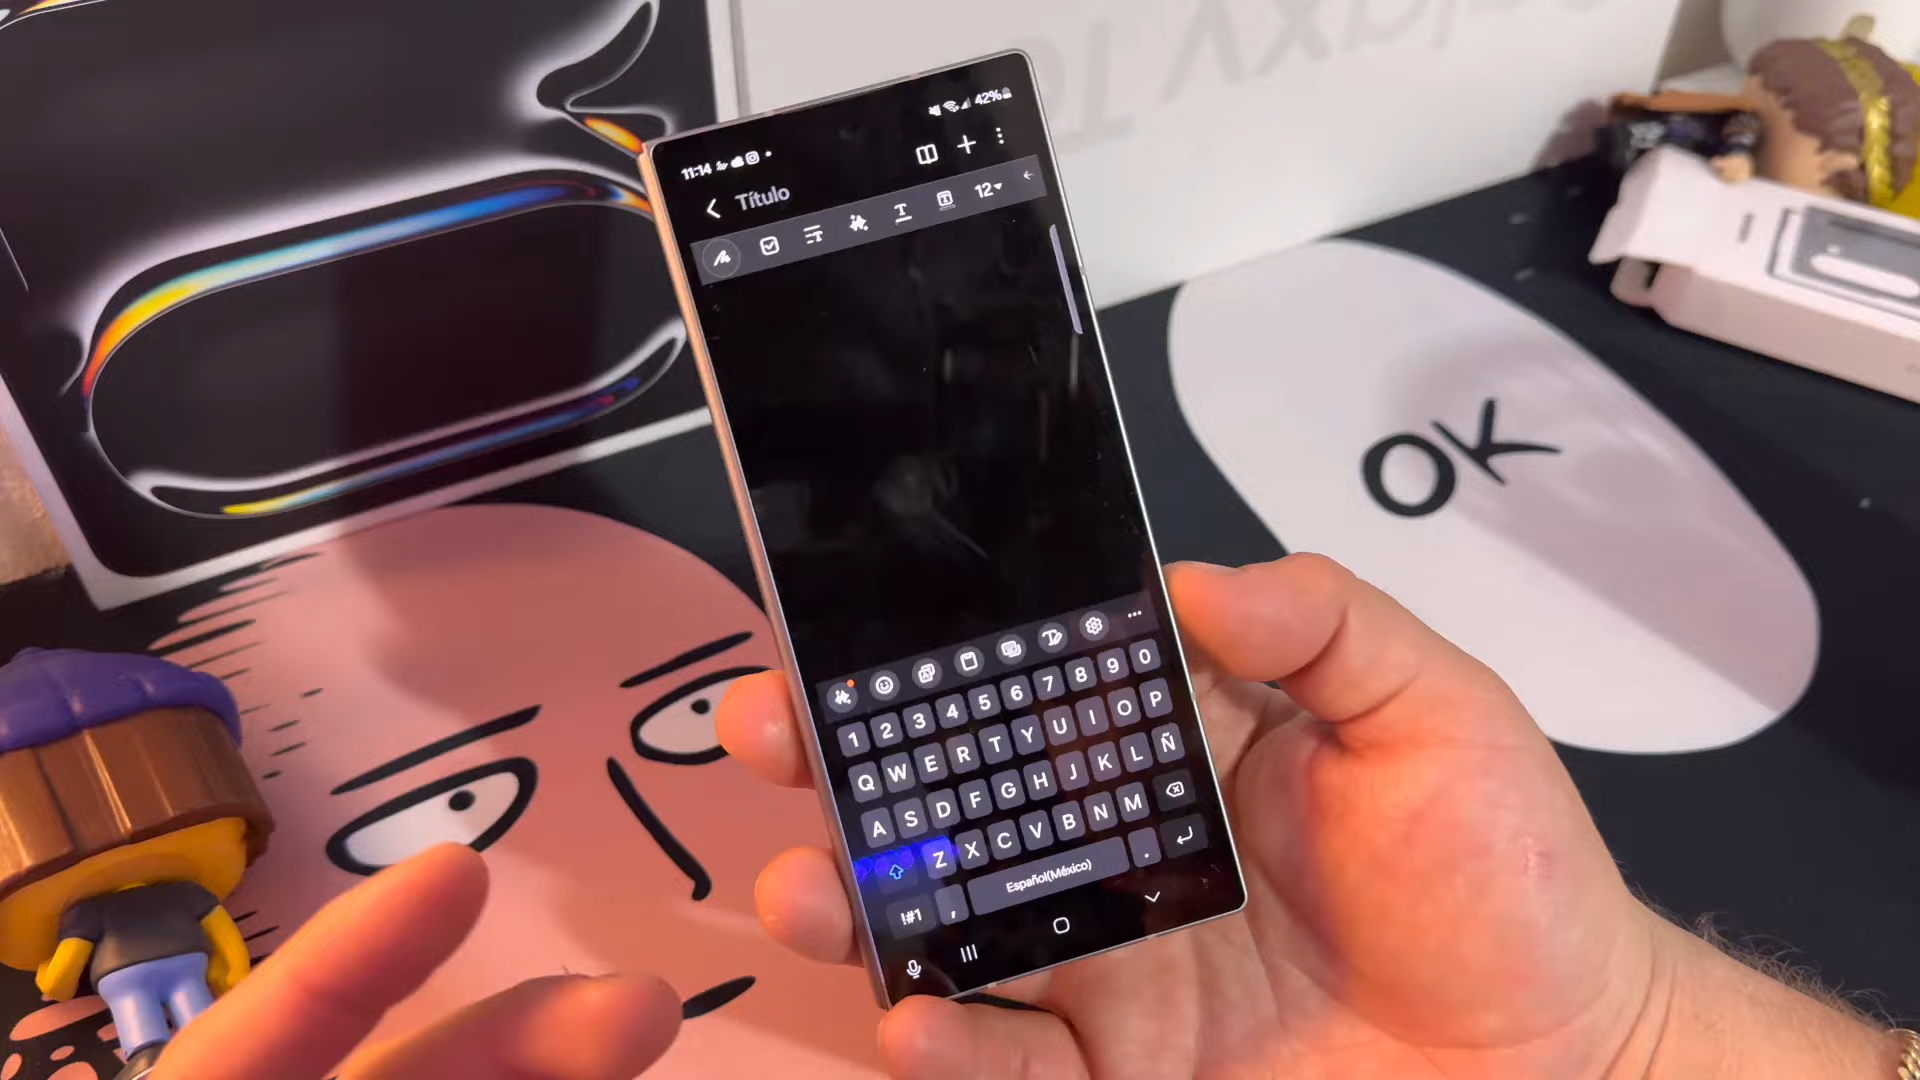 11:14 42%
Título
12
1 2 3 4 5 6 7 8 9 0
Q W E R T Y U I O P
A S D F G H J K L Ñ
Z X C V B N M
!#1 , Español(México) .
OK